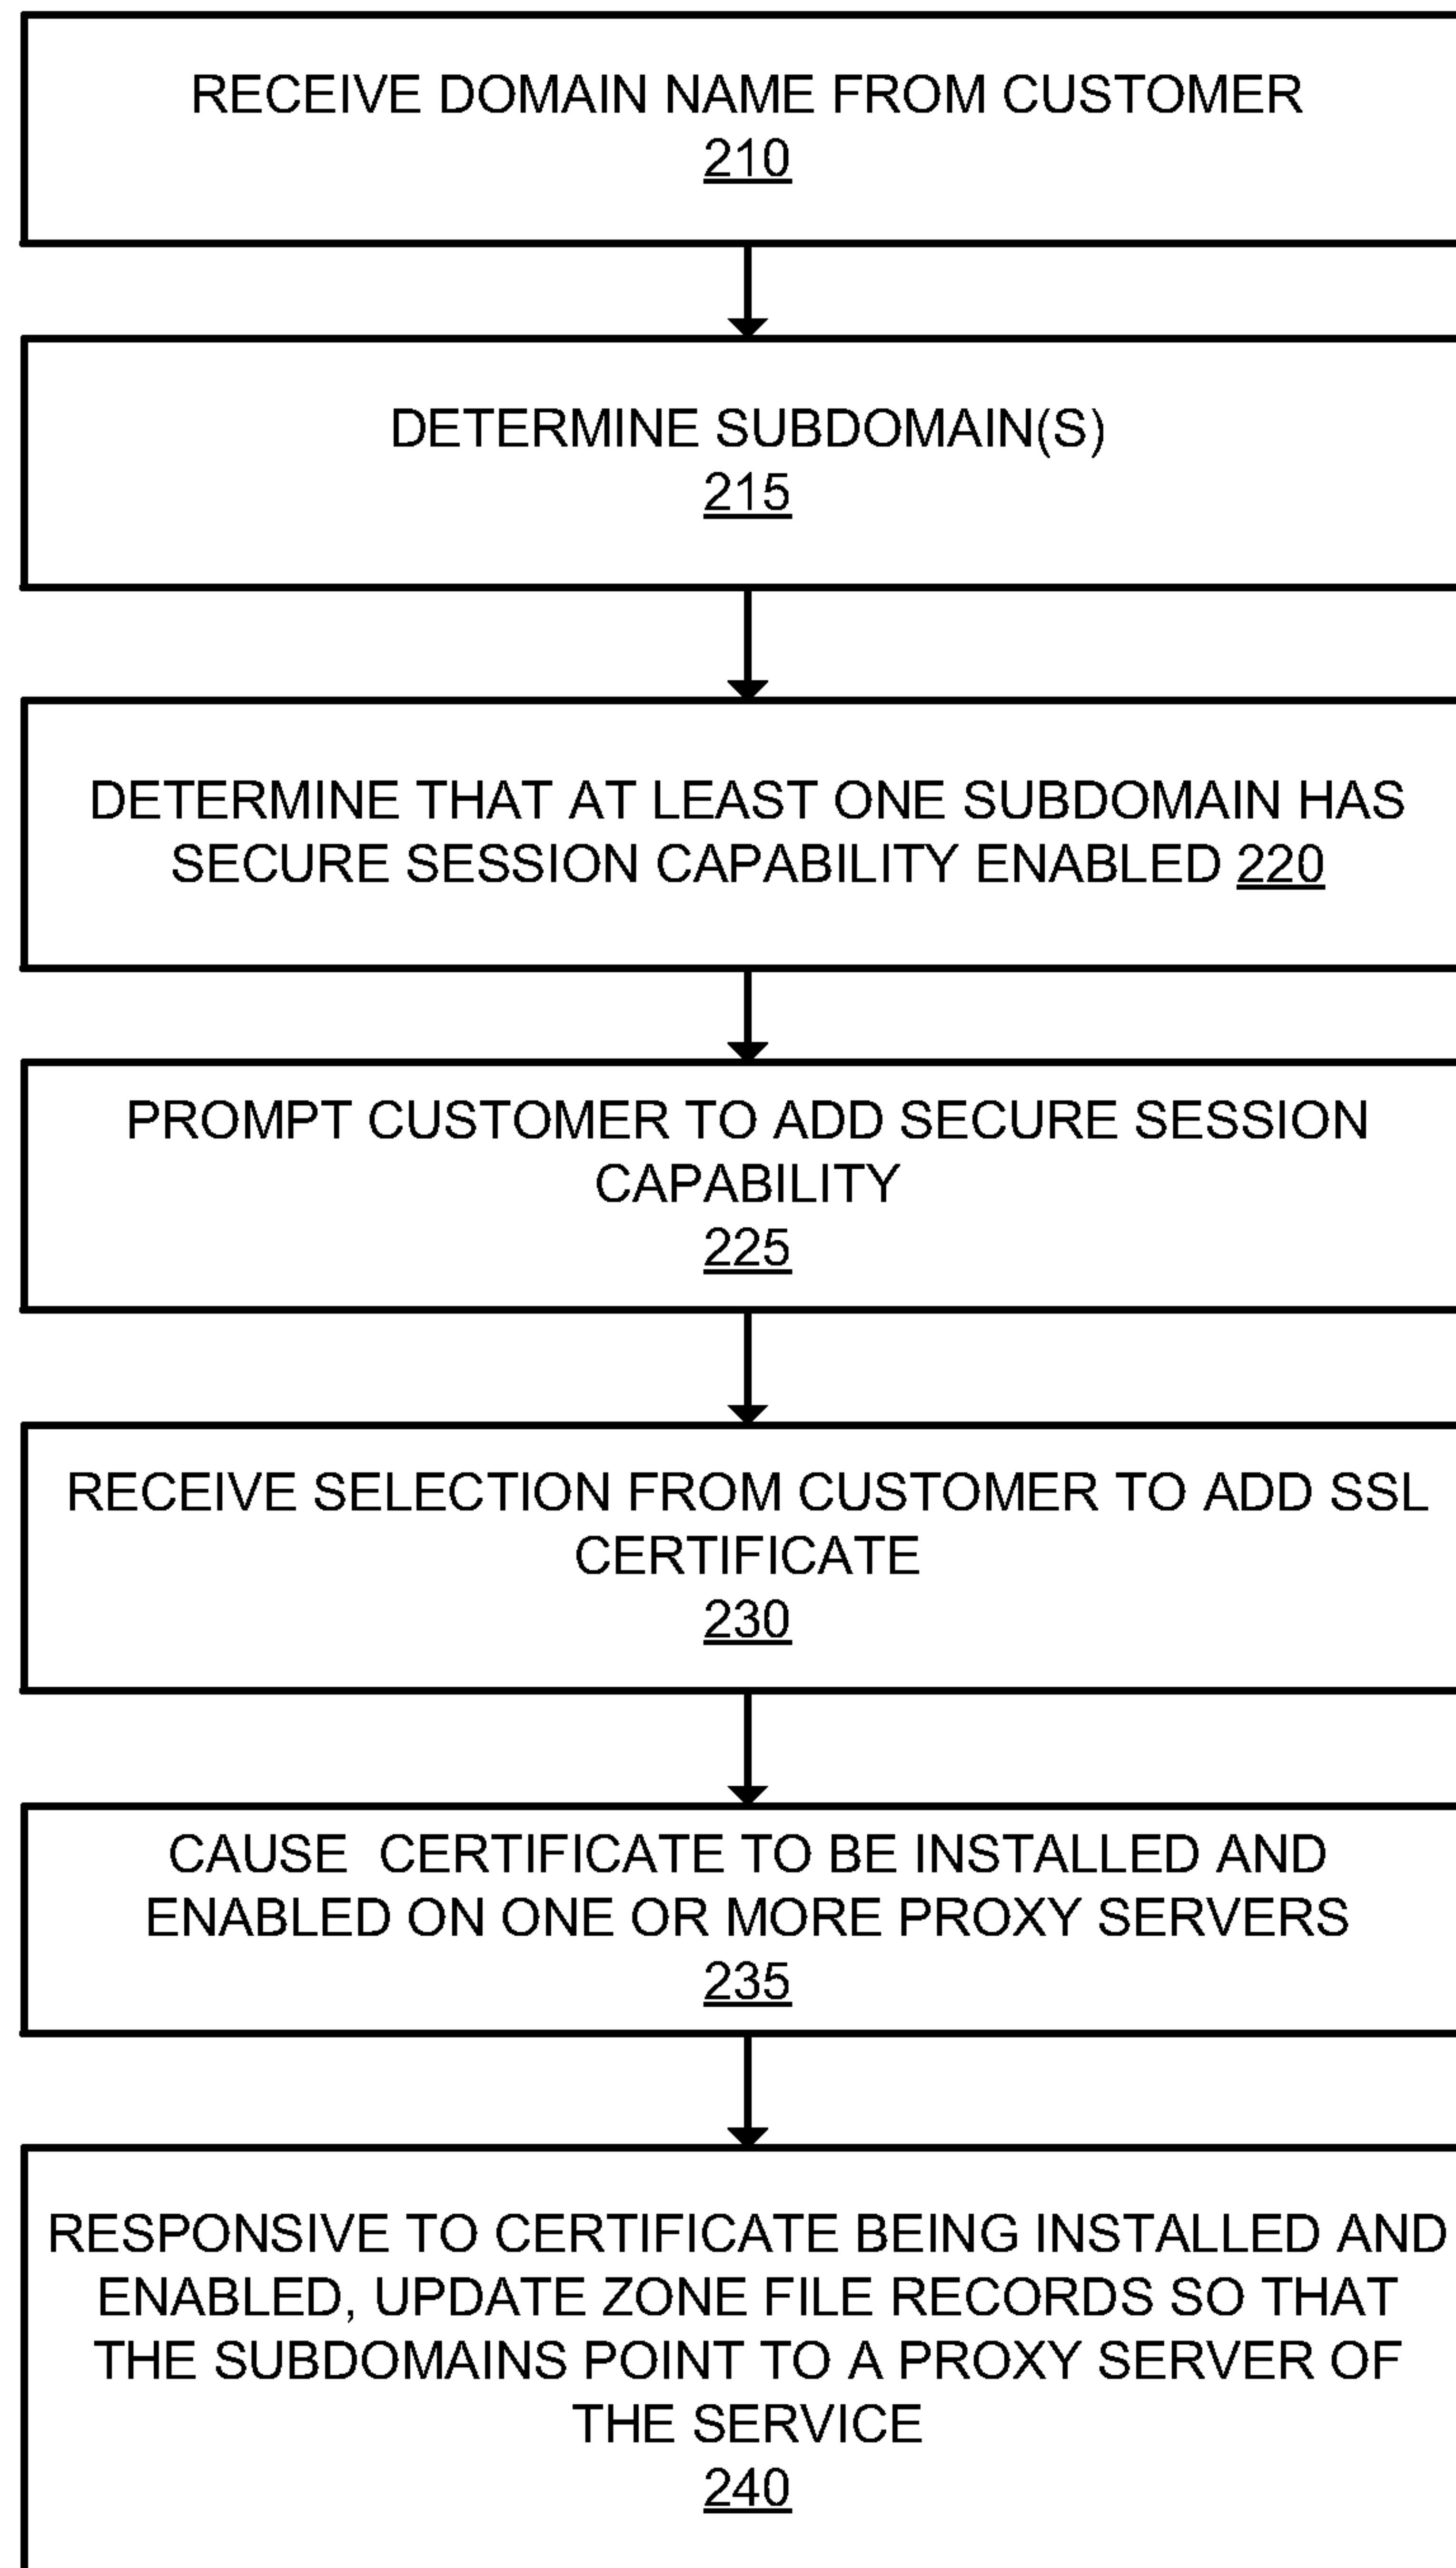 RECEIVE DOMAIN NAME FROM CUSTOMER
210
DETERMINE SUBDOMAIN(S)
215
DETERMINE THAT AT LEAST ONE SUBDOMAIN HAS
SECURE SESSION CAPABILITY ENABLED 220
PROMPT CUSTOMER TO ADD SECURE SESSION
CAPABILITY
225
RECEIVE SELECTION FROM CUSTOMER TO ADD SSL
CERTIFICATE
230
CAUSE  CERTIFICATE TO BE INSTALLED AND
ENABLED ON ONE OR MORE PROXY SERVERS
235
RESPONSIVE TO CERTIFICATE BEING INSTALLED AND
ENABLED, UPDATE ZONE FILE RECORDS SO THAT
THE SUBDOMAINS POINT TO A PROXY SERVER OF
THE SERVICE
240